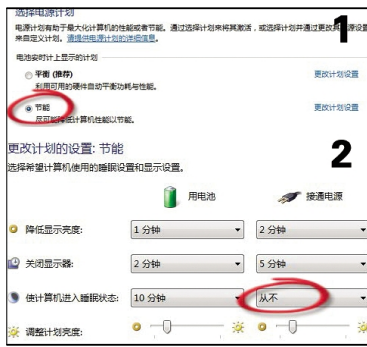 选择电源计划
1
电源计划有助于最大化计算机的性能或者节能。通过选择计划来将其激活，或选择计划并通过更改其电源设置
来自定义计划。请提供电源计划的详细信息。
电池安时计上显示的计划
平衡 (推荐) 更改计划设置
利用可用的硬件自动平衡功耗与性能。
节能 更改计划设置
尽可能降低计算机性能以节能。
2
更改计划的设置: 节能
选择希望计算机使用的睡眠设置和显示设置。
用电池 接通电源
降低显示亮度: 1 分钟 2 分钟
关闭显示器: 2 分钟 5 分钟
使计算机进入睡眠状态: 10 分钟 从不
调整计划亮度: